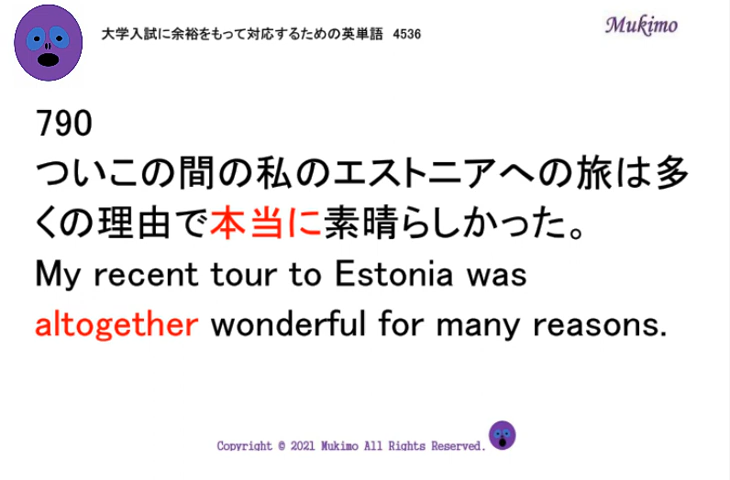 大学入試に余裕をもって対応するための英単語 4536
Mukimo
790
ついこの間の私のエストニアへの旅は多
くの理由で本当に素晴らしかった。
My recent tour to Estonia was
altogether wonderful for many reasons.
Copyright © 2021 Mukimo All Rights Reserved.